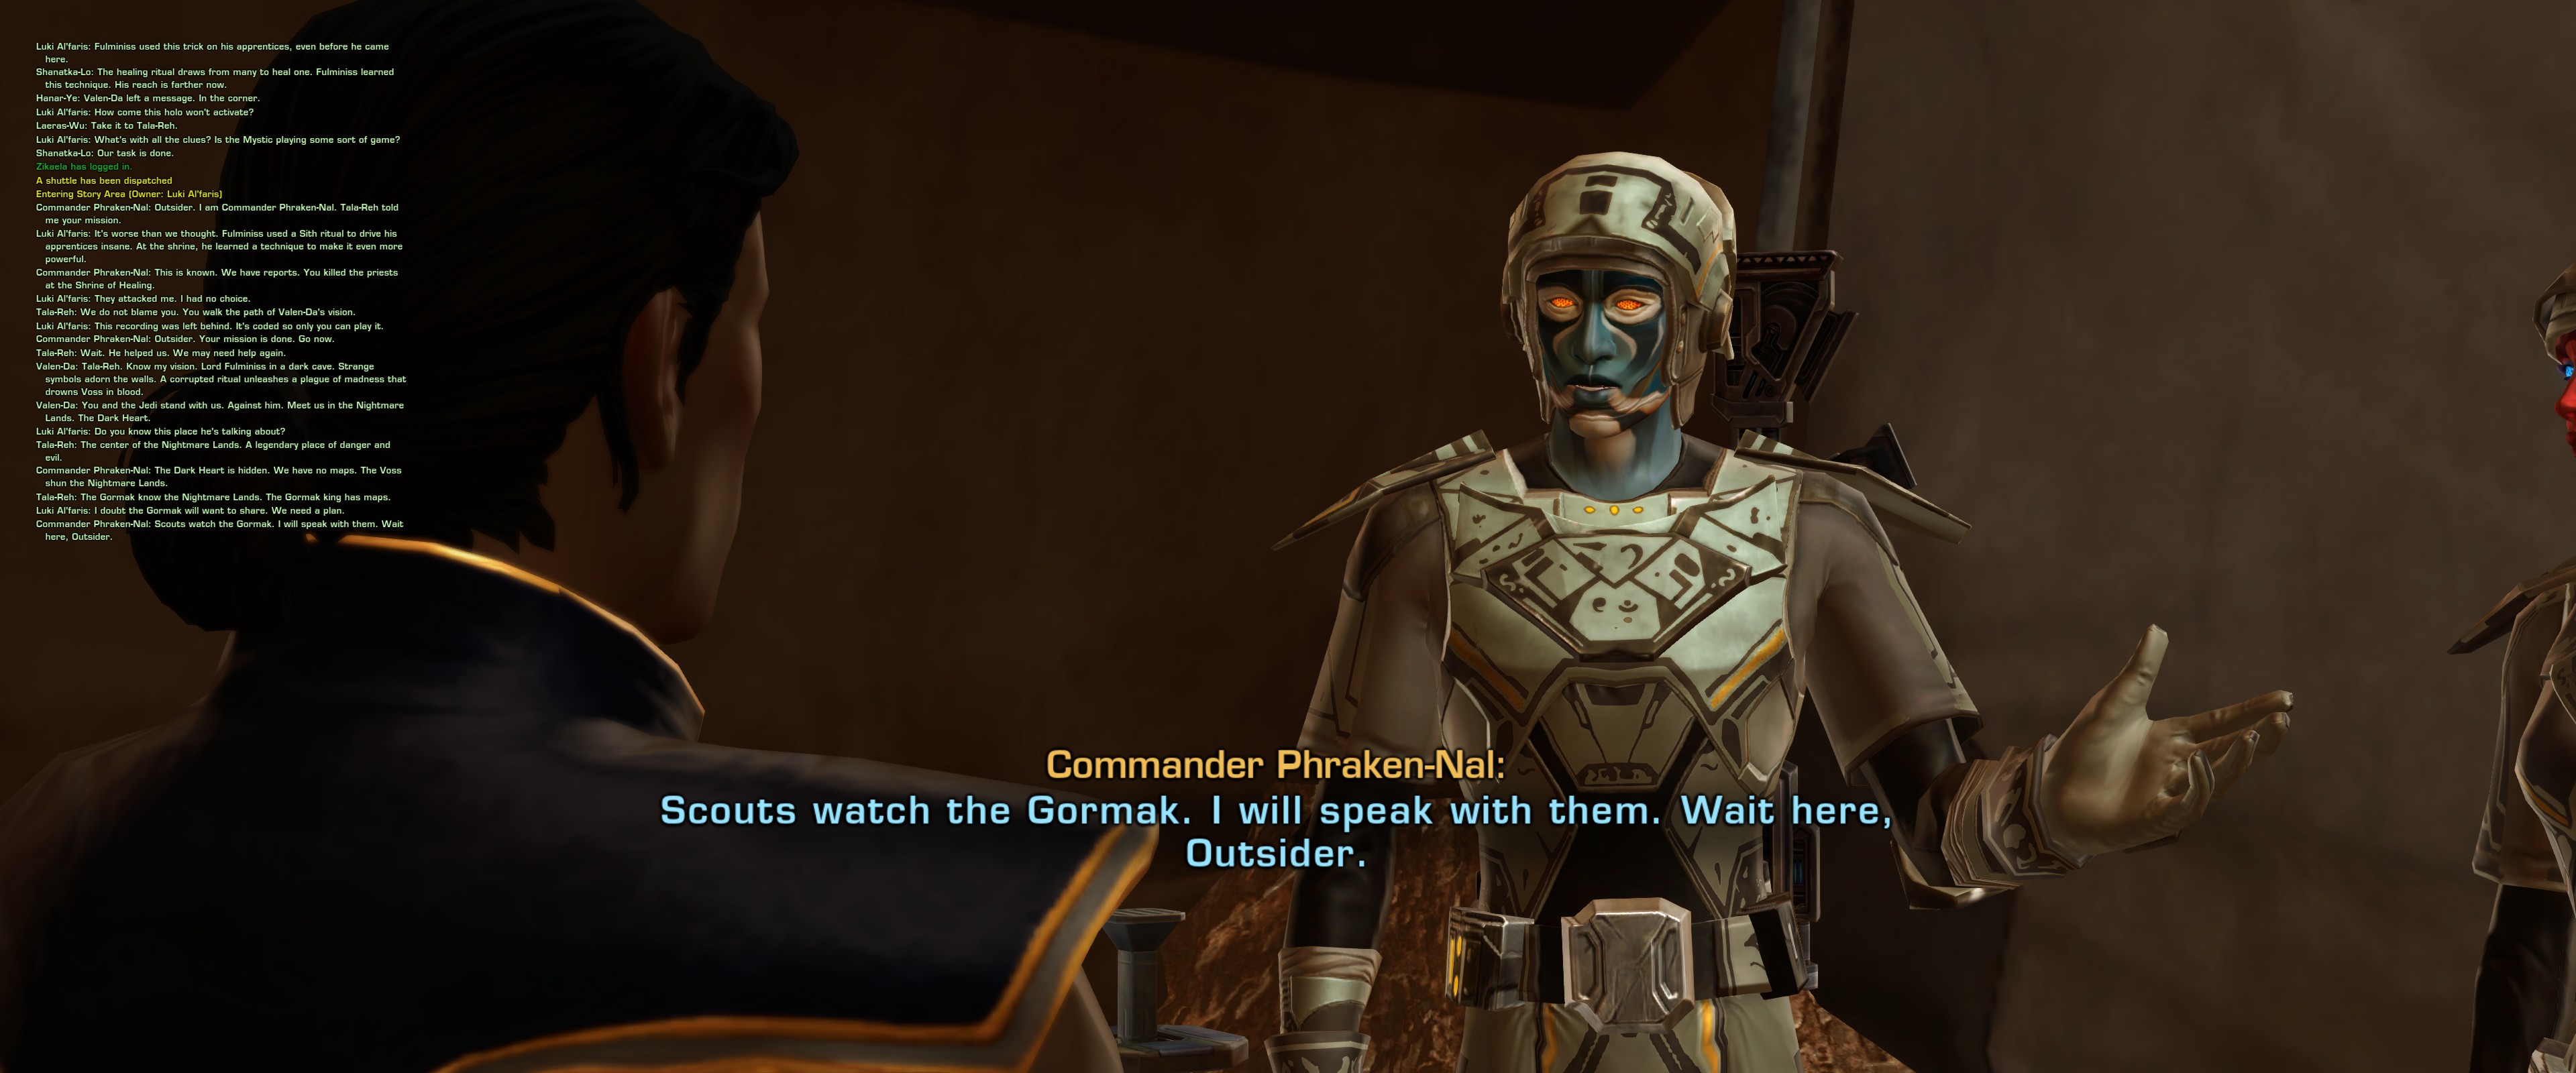 Luki Al'faris: Fulminiss used this trick on his apprentices, even before he came
here.
Shanatka-Lo: The healing ritual draws from many to heal one. Fulminiss learned
this technique. His reach is farther now.
Hanar-Ye: Valen-Da left a message. In the corner.
Luki Al'faris: How come this holo won't activate?
Laeras-Wu: Take it to Tala-Reh.
Luki Al'faris: What's with all the clues? Is the Mystic playing some sort of game?
Shanatka-Lo: Our task is done.
Zikaela has logged in.
A shuttle has been dispatched
Entering Story Area (Owner: Luki Al'faris)
Commander Phraken-Nal: Outsider. I am Commander Phraken-Nal. Tala-Reh told
me your mission.
Luki Al'faris: It's worse than we thought. Fulminiss used a Sith ritual to drive his
apprentices insane. At the shrine, he learned a technique to make it even more
powerful.
Commander Phraken-Nal: This is known. We have reports. You killed the priests
at the Shrine of Healing.
Luki Al'faris: They attacked me. I had no choice.
Tala-Reh: We do not blame you. You walk the path of Valen-Da's vision.
Luki Al'faris: This recording was left behind. It's coded so only you can play it.
Commander Phraken-Nal: Outsider. Your mission is done. Go now.
Tala-Reh: Wait. He helped us. We may need help again.
Valen-Da: Tala-Reh. Know my vision. Lord Fulminiss in a dark cave. Strange
symbols adorn the walls. A corrupted ritual unleashes a plague of madness that
drowns Voss in blood.
Valen-Da: You and the Jedi stand with us. Against him. Meet us in the Nightmare
Lands. The Dark Heart.
Luki Al'faris: Do you know this place he's talking about?
Tala-Reh: The center of the Nightmare Lands. A legendary place of danger and
evil.
Commander Phraken-Nal: The Dark Heart is hidden. We have no maps. The Voss
shun the Nightmare Lands.
Tala-Reh: The Gormak know the Nightmare Lands. The Gormak king has maps.
Luki Al'faris: I doubt the Gormak will want to share. We need a plan.
Commander Phraken-Nal: Scouts watch the Gormak. I will speak with them. Wait
here, Outsider.
Commander Phraken-Nal:
Scouts watch the Gormak. I will speak with them. Wait here,
Outsider.